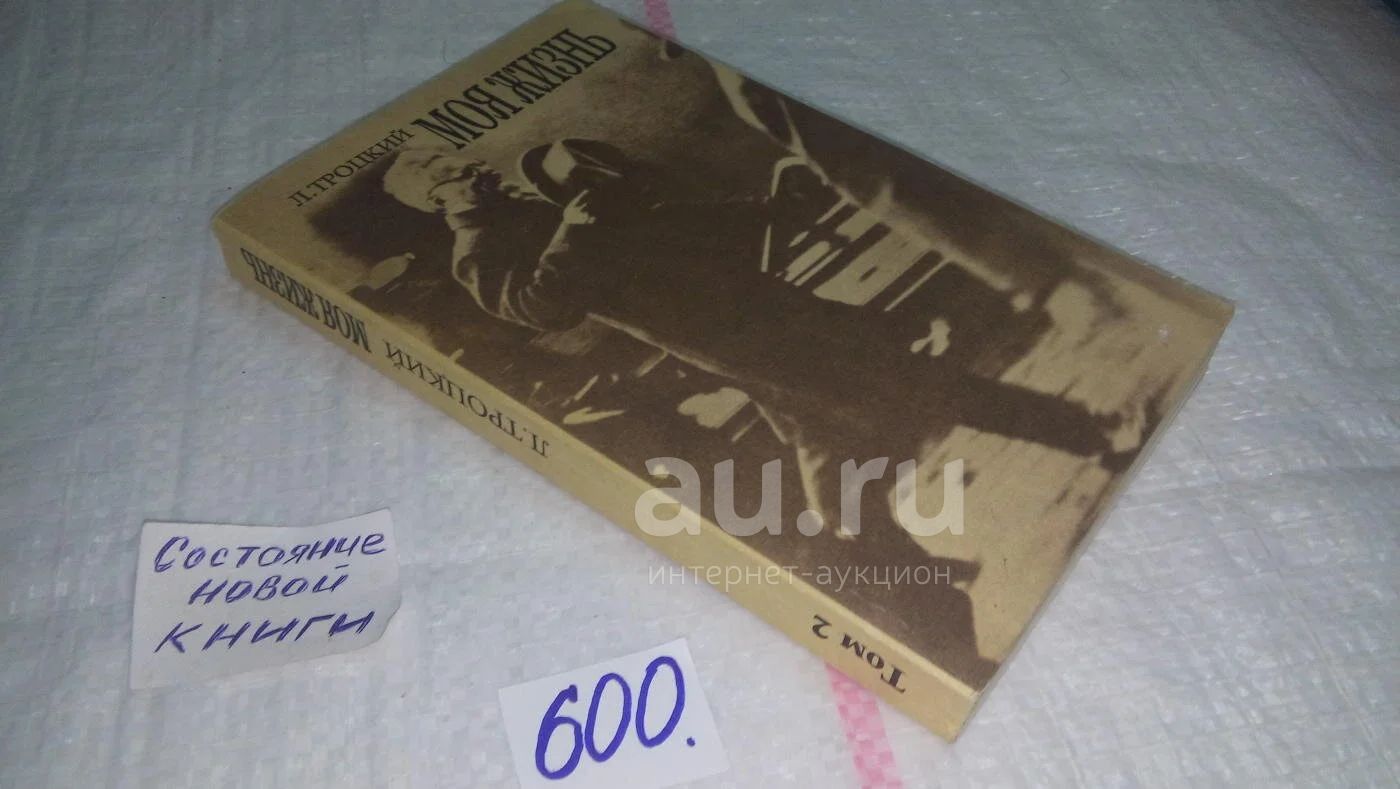 Л. ТРОЦКИЙ
МОЯ ЖИЗНЬ
Л. ТРОЦКИЙ
МОЯ ЖИЗНЬ
Том 2
au.ru
интернет-аукцион
Состояние
новой
книги
600.